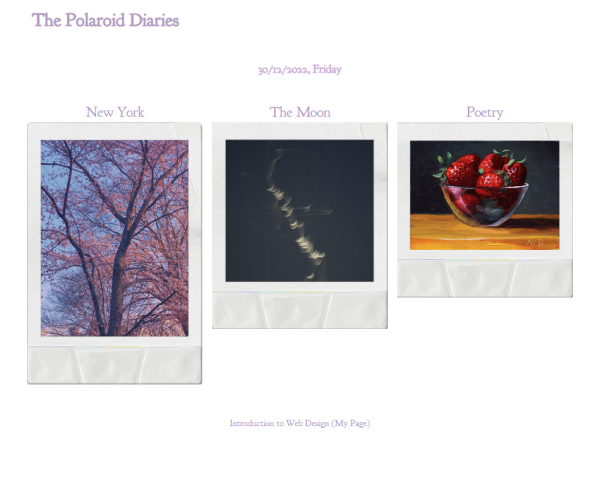 The Polaroid Diaries
30/12/2022, Friday
New York
The Moon
Poetry
Introduction to Web Design (My Page)